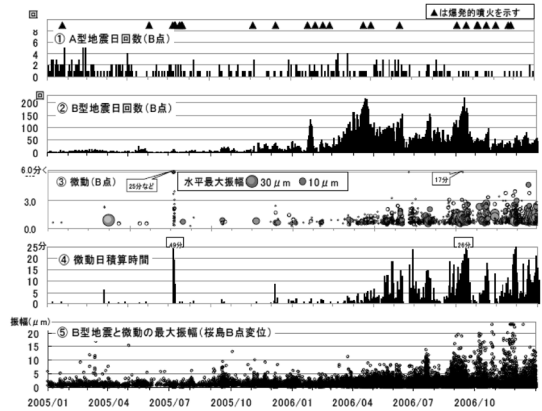 回
▲は爆発的噴火を示す
8
6
4
2
0
① A型地震日回数(B点)
回
200
150
100
50
0
② B型地震日回数(B点)
6.0分く
3.0
0.0
25分など
17分
③ 微動(B点)
水平最大振幅
30μm
10μm
25分
20
15
10
5
0
49分
26分
④ 微動日積算時間
振幅(μm)
20
15
10
5
0
⑤ B型地震と微動の最大振幅(桜島B点変位)
2005/01 2005/04 2005/07 2005/10 2006/01 2006/04 2006/07 2006/10